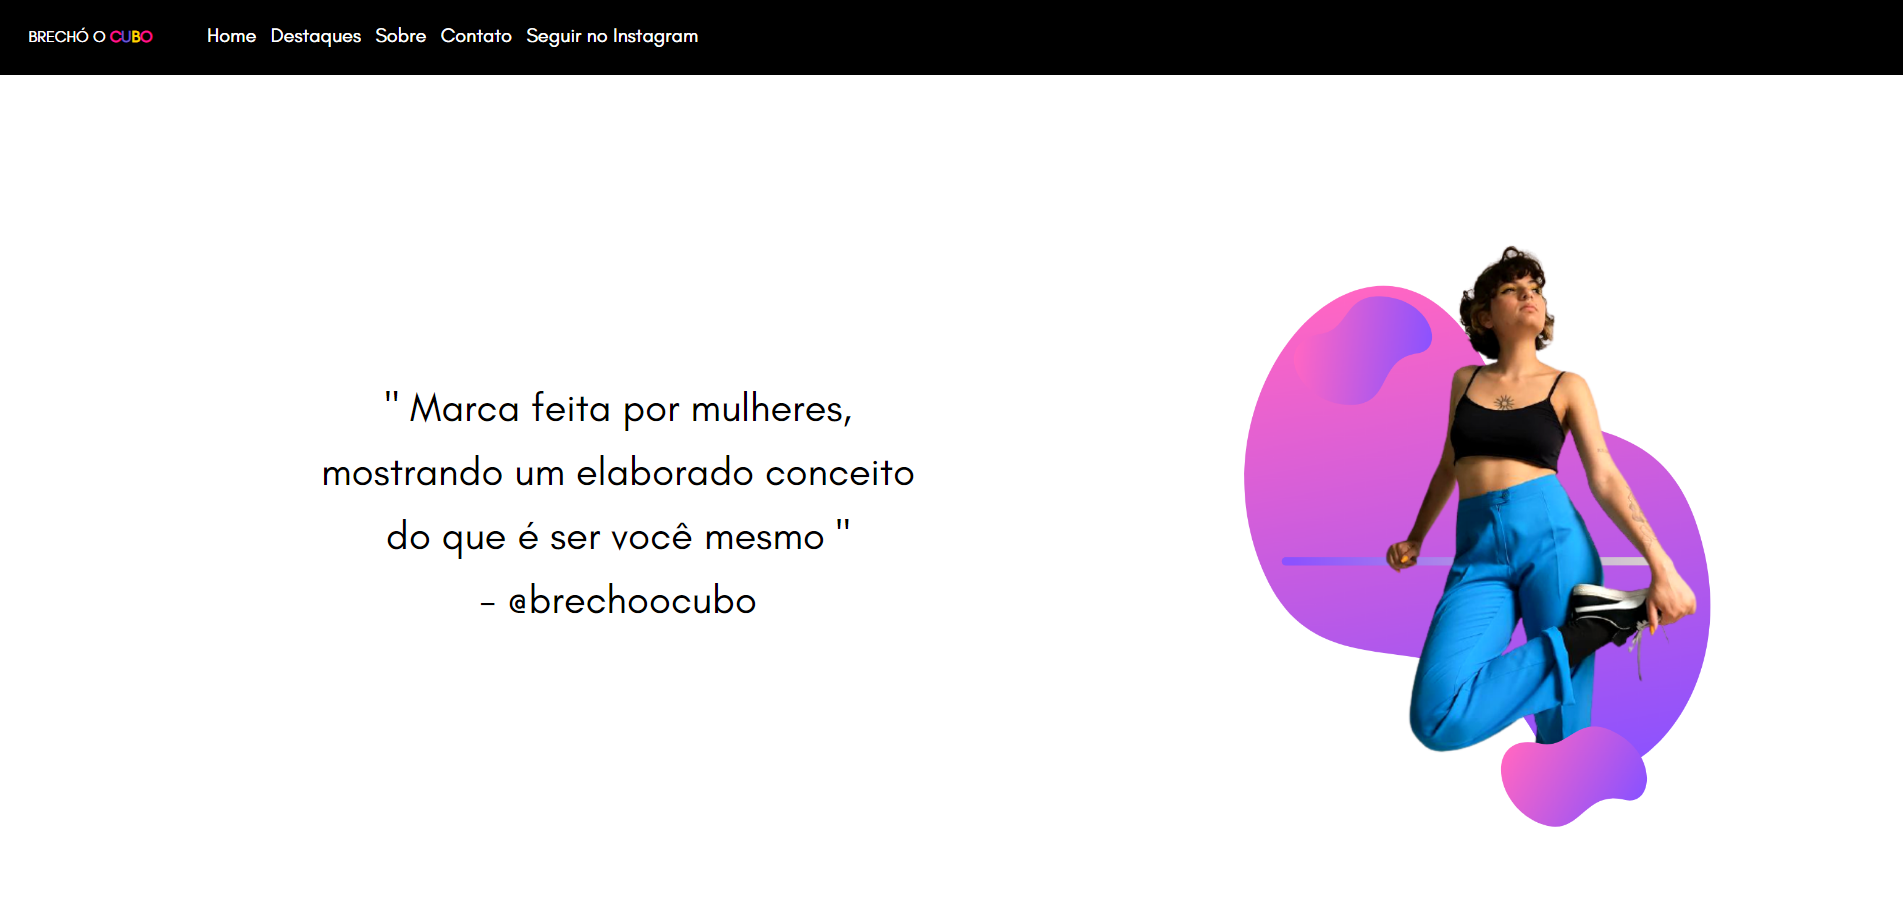 BRECHÓ O CUBO Home Destaques Sobre Contato Seguir no Instagram
" Marca feita por mulheres,
mostrando um elaborado conceito
do que é ser você mesmo "
- @brechoocubo